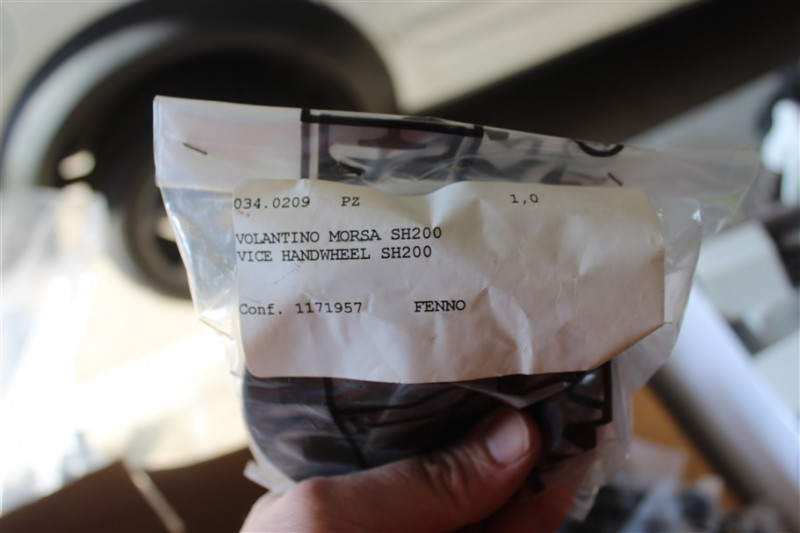 034.0209 PZ 1,0
VOLANTINO MORSA SH200
VICE HANDWHEEL SH200
Conf. 1171957 FENNO